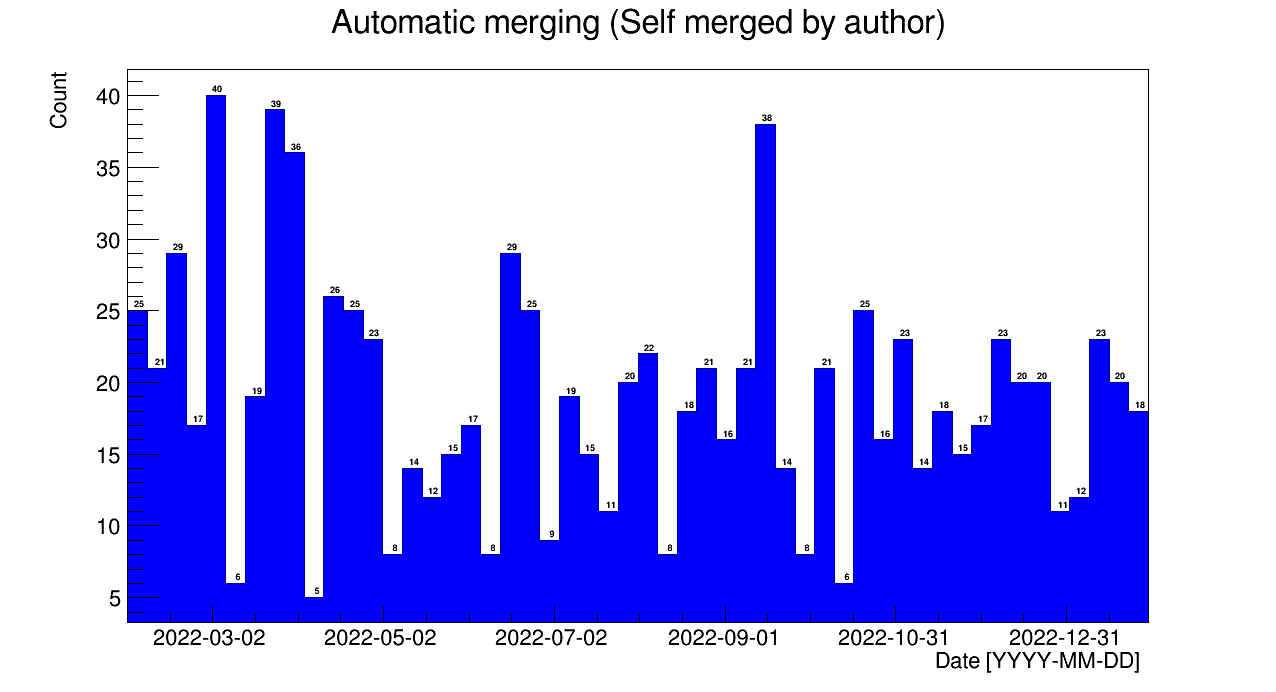 Automatic merging (Self merged by author)
Count
40
35
30
25
20
15
10
5
25 21 29 17 40 6 19 39 36 5 26 25 23 8 14 12 15 17 8 29 25 9 19 15 11 20 22 8 18 21 16 21 38 14 8 21 6 25 16 23 14 18 15 17 23 20 20 11 12 23 20 18
2022-03-02 2022-05-02 2022-07-02 2022-09-01 2022-10-31 2022-12-31
Date [YYYY-MM-DD]